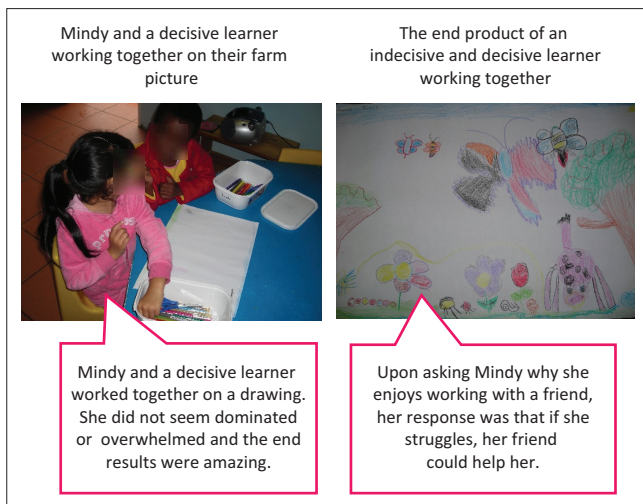 Mindy and a decisive learner
working together on their farm
picture
The end product of an
indecisive and decisive learner
working together
Mindy and a decisive learner
worked together on a drawing.
She did not seem dominated
or overwhelmed and the end
results were amazing.
Upon asking Mindy why she
enjoys working with a friend,
her response was that if she
struggles, her friend
could help her.